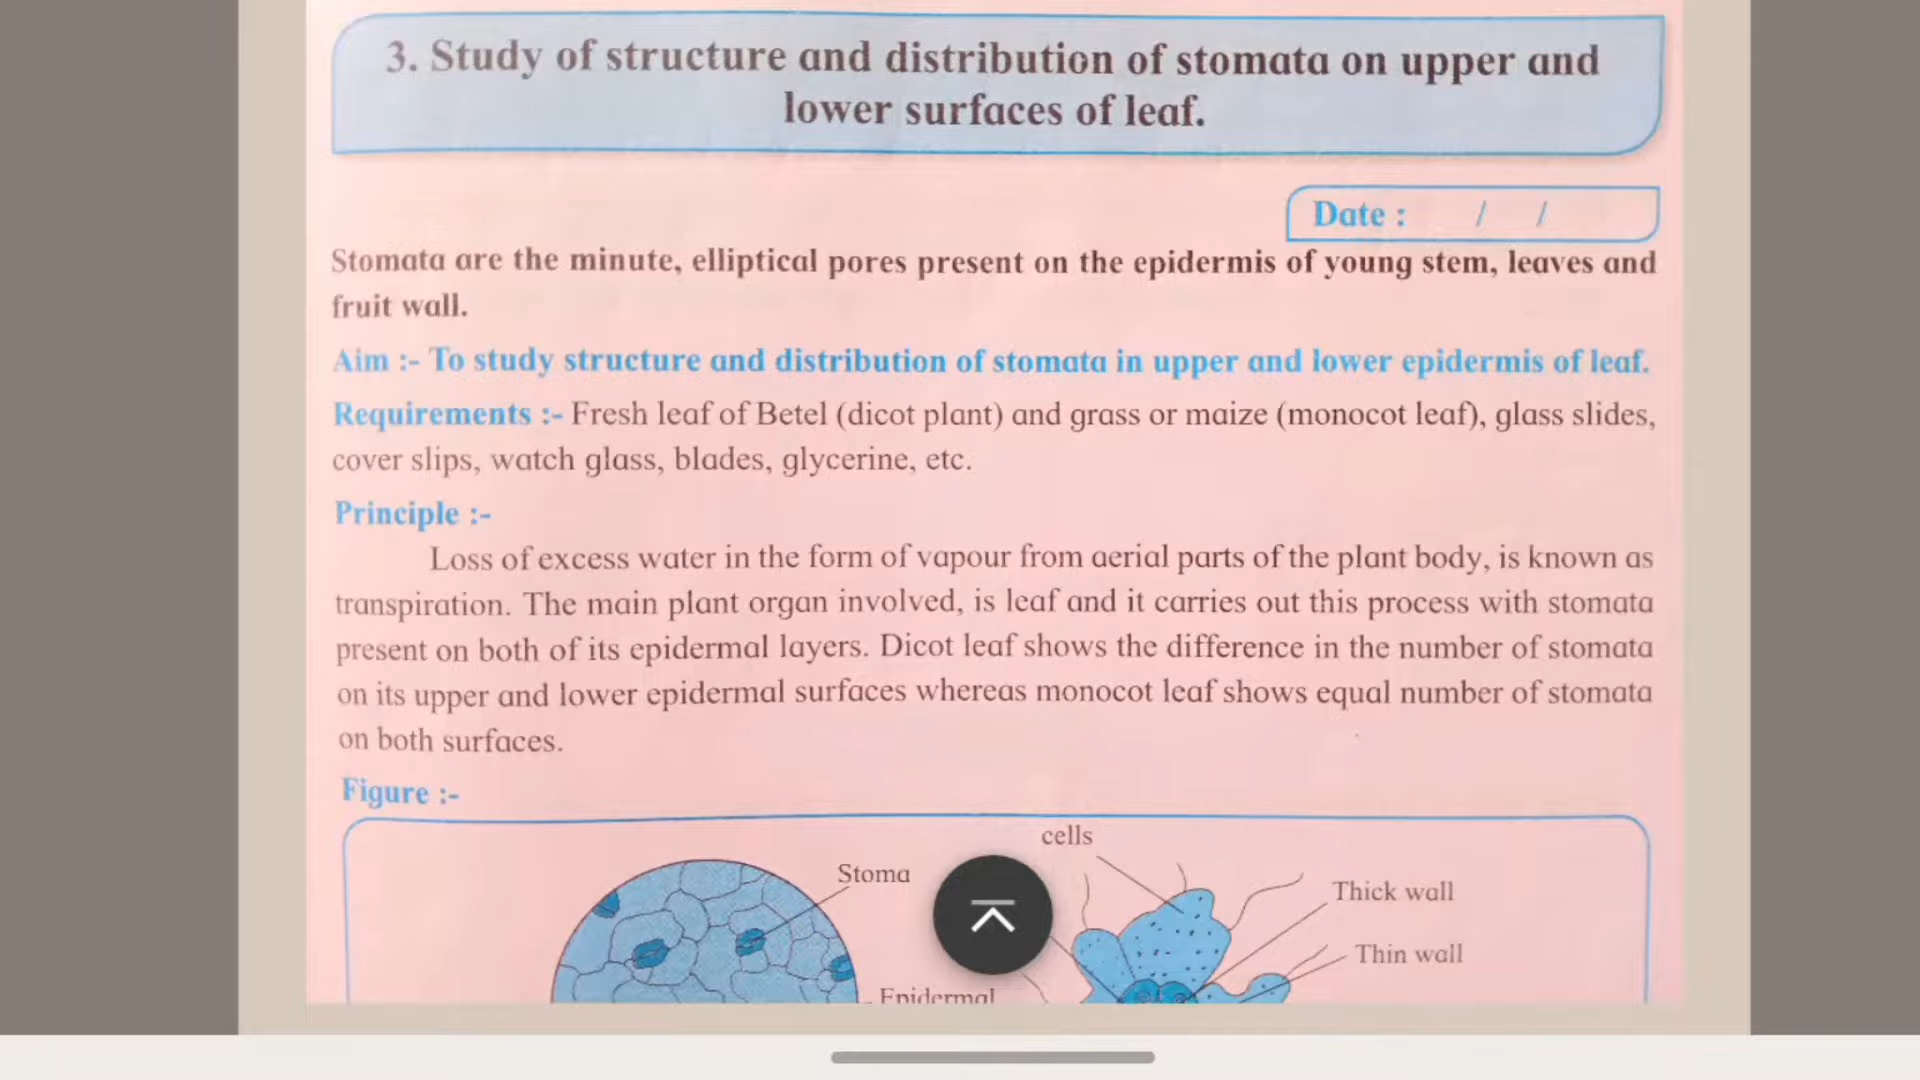 3. Study of structure and distribution of stomata on upper and
lower surfaces of leaf.
Date : / /
Stomata are the minute, elliptical pores present on the epidermis of young stem, leaves and
fruit wall.
Aim :- To study structure and distribution of stomata in upper and lower epidermis of leaf.
Requirements :- Fresh leaf of Betel (dicot plant) and grass or maize (monocot leaf), glass slides,
cover slips, watch glass, blades, glycerine, etc.
Principle :-
Loss of excess water in the form of vapour from aerial parts of the plant body, is known as
transpiration. The main plant organ involved, is leaf and it carries out this process with stomata
present on both of its epidermal layers. Dicot leaf shows the difference in the number of stomata
on its upper and lower epidermal surfaces whereas monocot leaf shows equal number of stomata
on both surfaces.
Figure :-
cells
Stoma
Thick wall
Thin wall
Epidermal